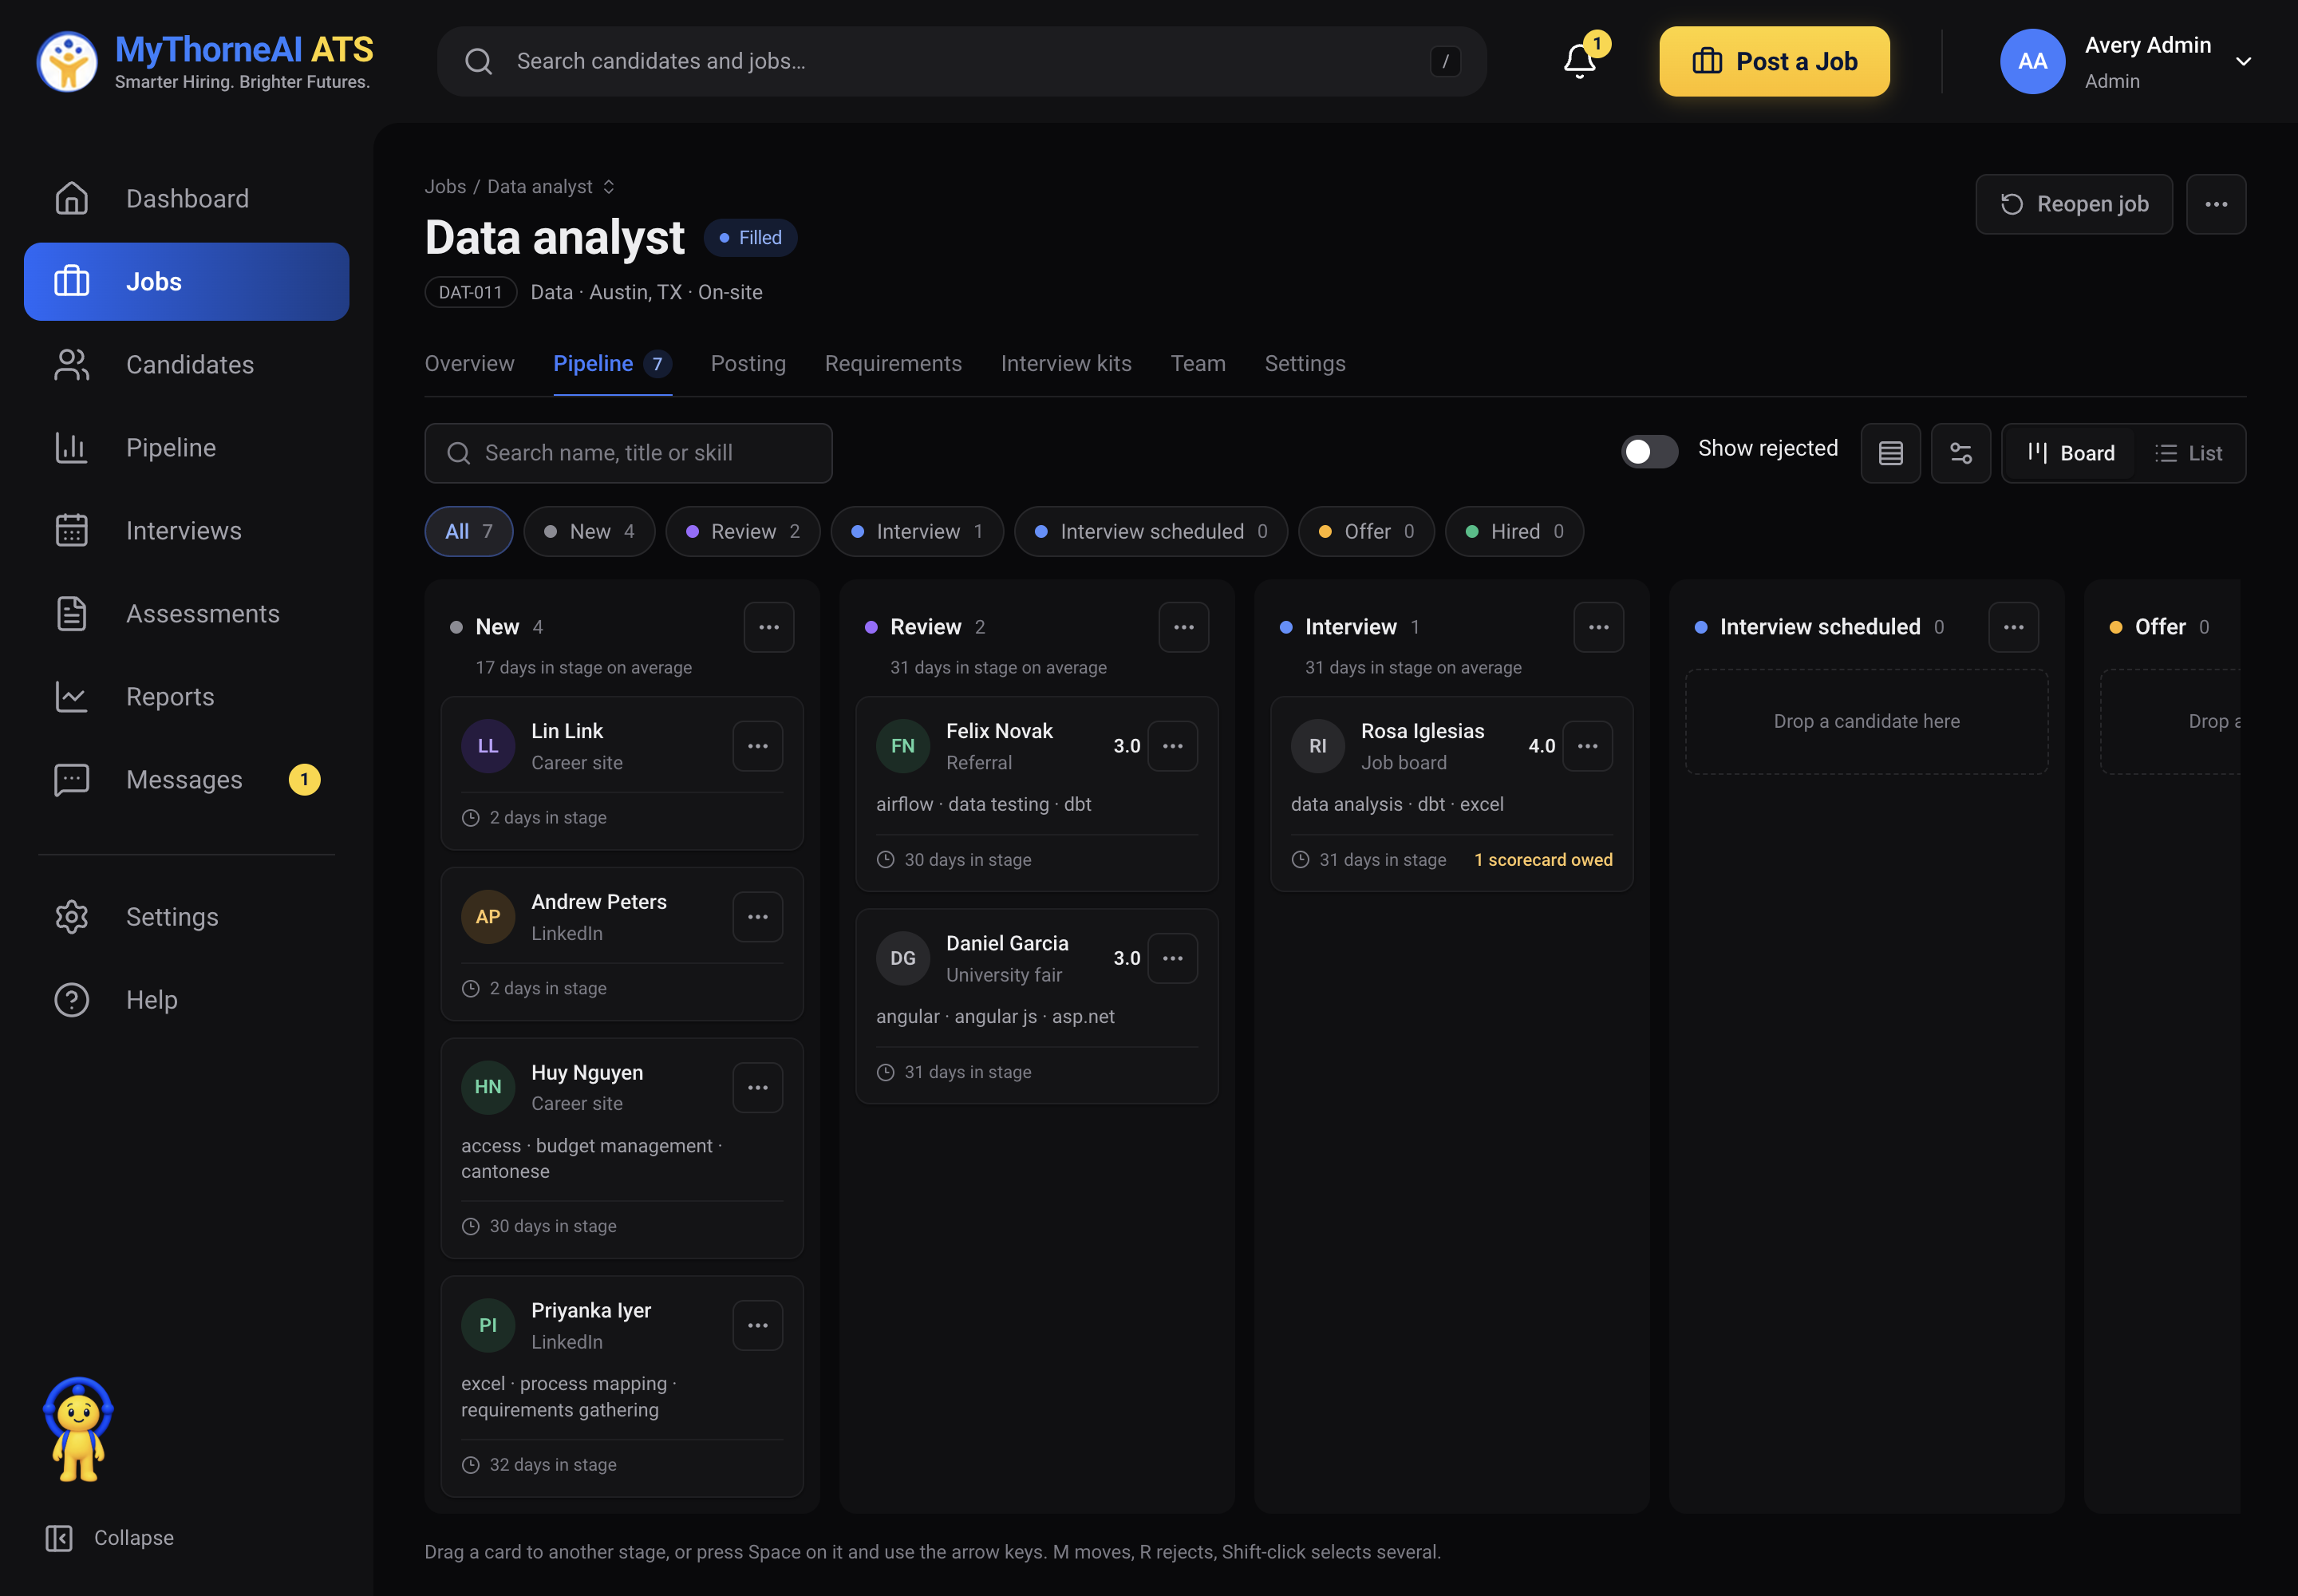 MyThorneAI ATS
Smarter Hiring. Brighter Futures.
Search candidates and jobs...
/
1
Post a Job
AA
Avery Admin
Admin
Dashboard
Jobs
Candidates
Pipeline
Interviews
Assessments
Reports
Messages
1
Settings
Help
Collapse
Jobs / Data analyst
Data analyst
Filled
Reopen job
DAT-011
Data · Austin, TX · On-site
Overview
Pipeline 7
Posting
Requirements
Interview kits
Team
Settings
Search name, title or skill
Show rejected
Board
List
All 7
New 4
Review 2
Interview 1
Interview scheduled 0
Offer 0
Hired 0
New 4
17 days in stage on average
LL
Lin Link
Career site
2 days in stage
AP
Andrew Peters
LinkedIn
2 days in stage
HN
Huy Nguyen
Career site
access · budget management ·
cantonese
30 days in stage
PI
Priyanka Iyer
LinkedIn
excel · process mapping ·
requirements gathering
32 days in stage
Review 2
31 days in stage on average
FN
Felix Novak
Referral
3.0
airflow · data testing · dbt
30 days in stage
DG
Daniel Garcia
University fair
3.0
angular · angular js · asp.net
31 days in stage
Interview 1
31 days in stage on average
RI
Rosa Iglesias
Job board
4.0
data analysis · dbt · excel
31 days in stage
1 scorecard owed
Interview scheduled 0
Drop a candidate here
Offer 0
Drop a
Drag a card to another stage, or press Space on it and use the arrow keys. M moves, R rejects, Shift-click selects several.